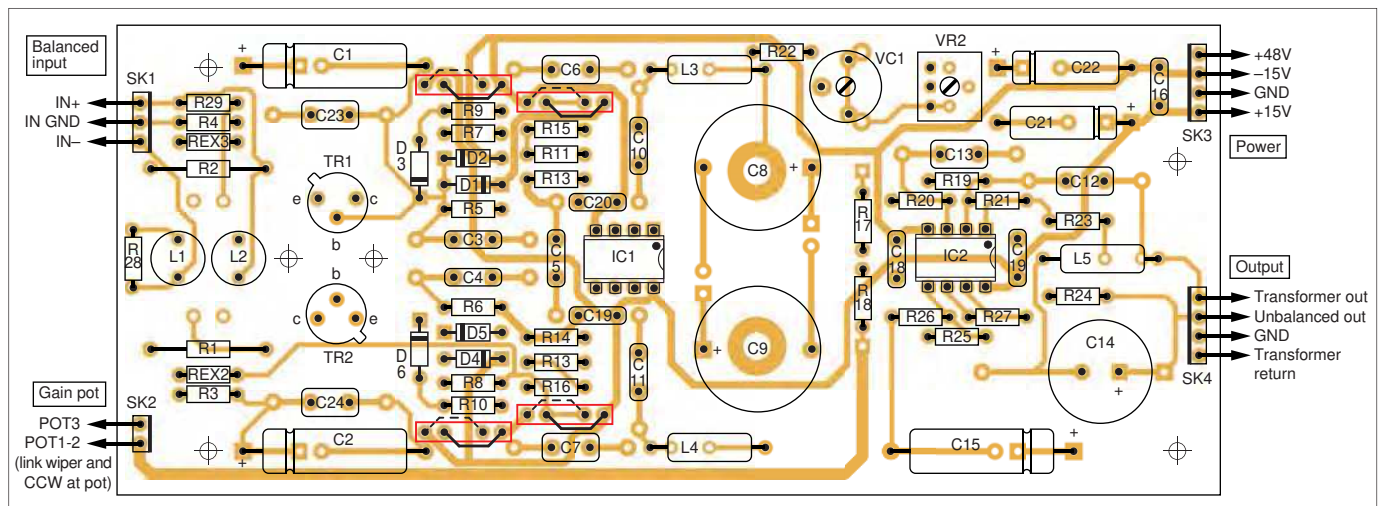 Balanced
input
SK1
IN+
IN GND
IN–
R29
R4
REX3
R2
R
28
L1
L2
C1
C23
TR1
e
c
b
D
3
R9
R7
D2
D1
R5
C3
C4
C6
R15
R11
R13
C20
C
5
IC1
C19
L3
C
10
C8
+
R22
VC1
VR2
C22
C
16
C21
+48V
–15V
GND
+15V
SK3
Power
C13
R19
R20
R21
C12
R23
R
17
R
18
C
18
IC2
C
19
L5
R24
R26
R27
R25
C14
+
Output
Transformer out
Unbalanced out
GND
Transformer
return
SK4
b
c
e
TR2
R6
D5
D4
R8
R10
D
6
R14
R13
R16
C
11
C9
+
R1
REX2
R3
C24
C2
+
C7
L4
C15
+
Gain pot
SK2
POT3
POT1-2
(link wiper and
CCW at pot)
+
+
+